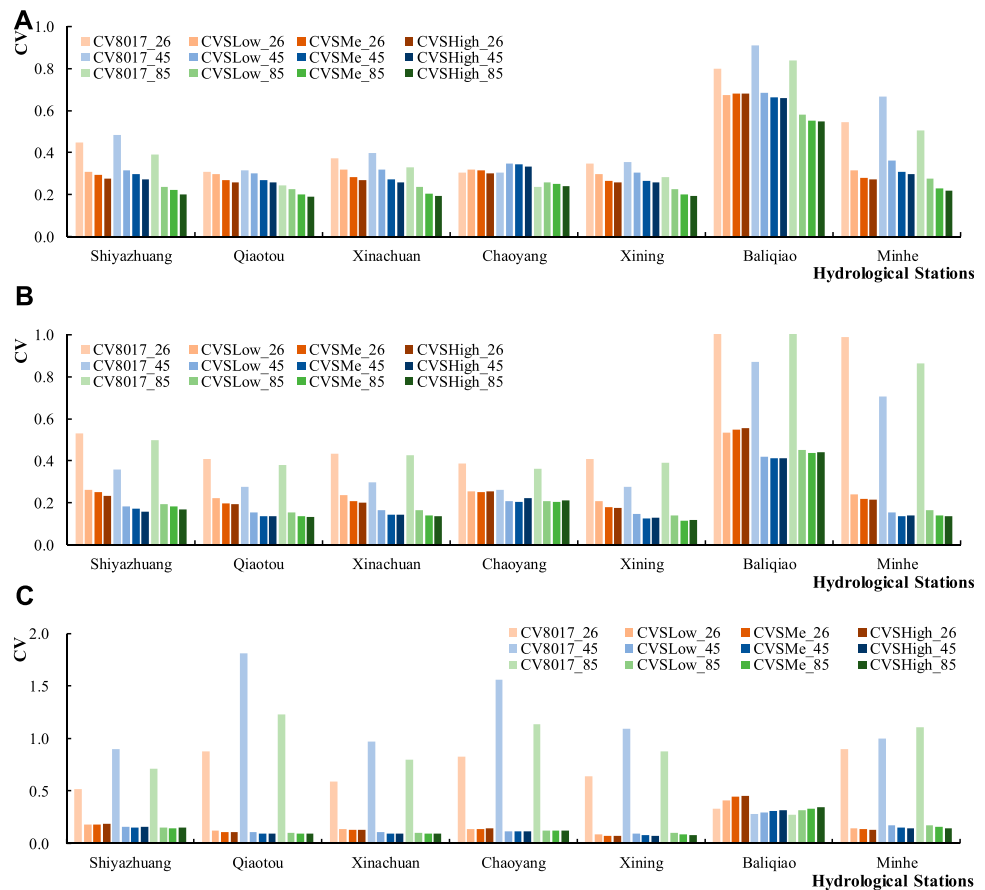 A
CV
1.0
CV8017_26 CVSLow_26 CVSMe_26 CVSHigh_26
CV8017_45 CVSLow_45 CVSMe_45 CVSHigh_45
CV8017_85 CVSLow_85 CVSMe_85 CVSHigh_85
0.8
0.6
0.4
0.2
0.0
Shiyazhuang Qiaotou Xinachuan Chaoyang Xining Baliqiao Minhe
Hydrological Stations
B
CV
1.0
CV8017_26 CVSLow_26 CVSMe_26 CVSHigh_26
CV8017_45 CVSLow_45 CVSMe_45 CVSHigh_45
CV8017_85 CVSLow_85 CVSMe_85 CVSHigh_85
0.8
0.6
0.4
0.2
0.0
Shiyazhuang Qiaotou Xinachuan Chaoyang Xining Baliqiao Minhe
Hydrological Stations
C
CV
2.0
CV8017_26 CVSLow_26 CVSMe_26 CVSHigh_26
CV8017_45 CVSLow_45 CVSMe_45 CVSHigh_45
CV8017_85 CVSLow_85 CVSMe_85 CVSHigh_85
1.5
1.0
0.5
0.0
Shiyazhuang Qiaotou Xinachuan Chaoyang Xining Baliqiao Minhe
Hydrological Stations